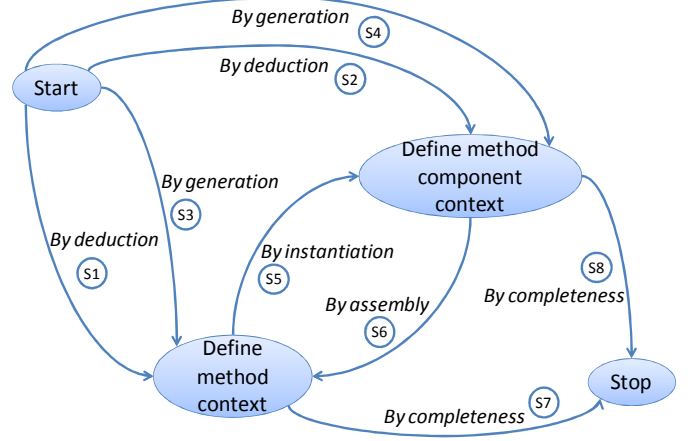 By generation
S4
By deduction
S2
Start
Define method
component
context
By generation
S3
By deduction
S1
By instantiation
S5
S8
By completeness
By assembly
S6
Define
method
context
Stop
By completeness
S7